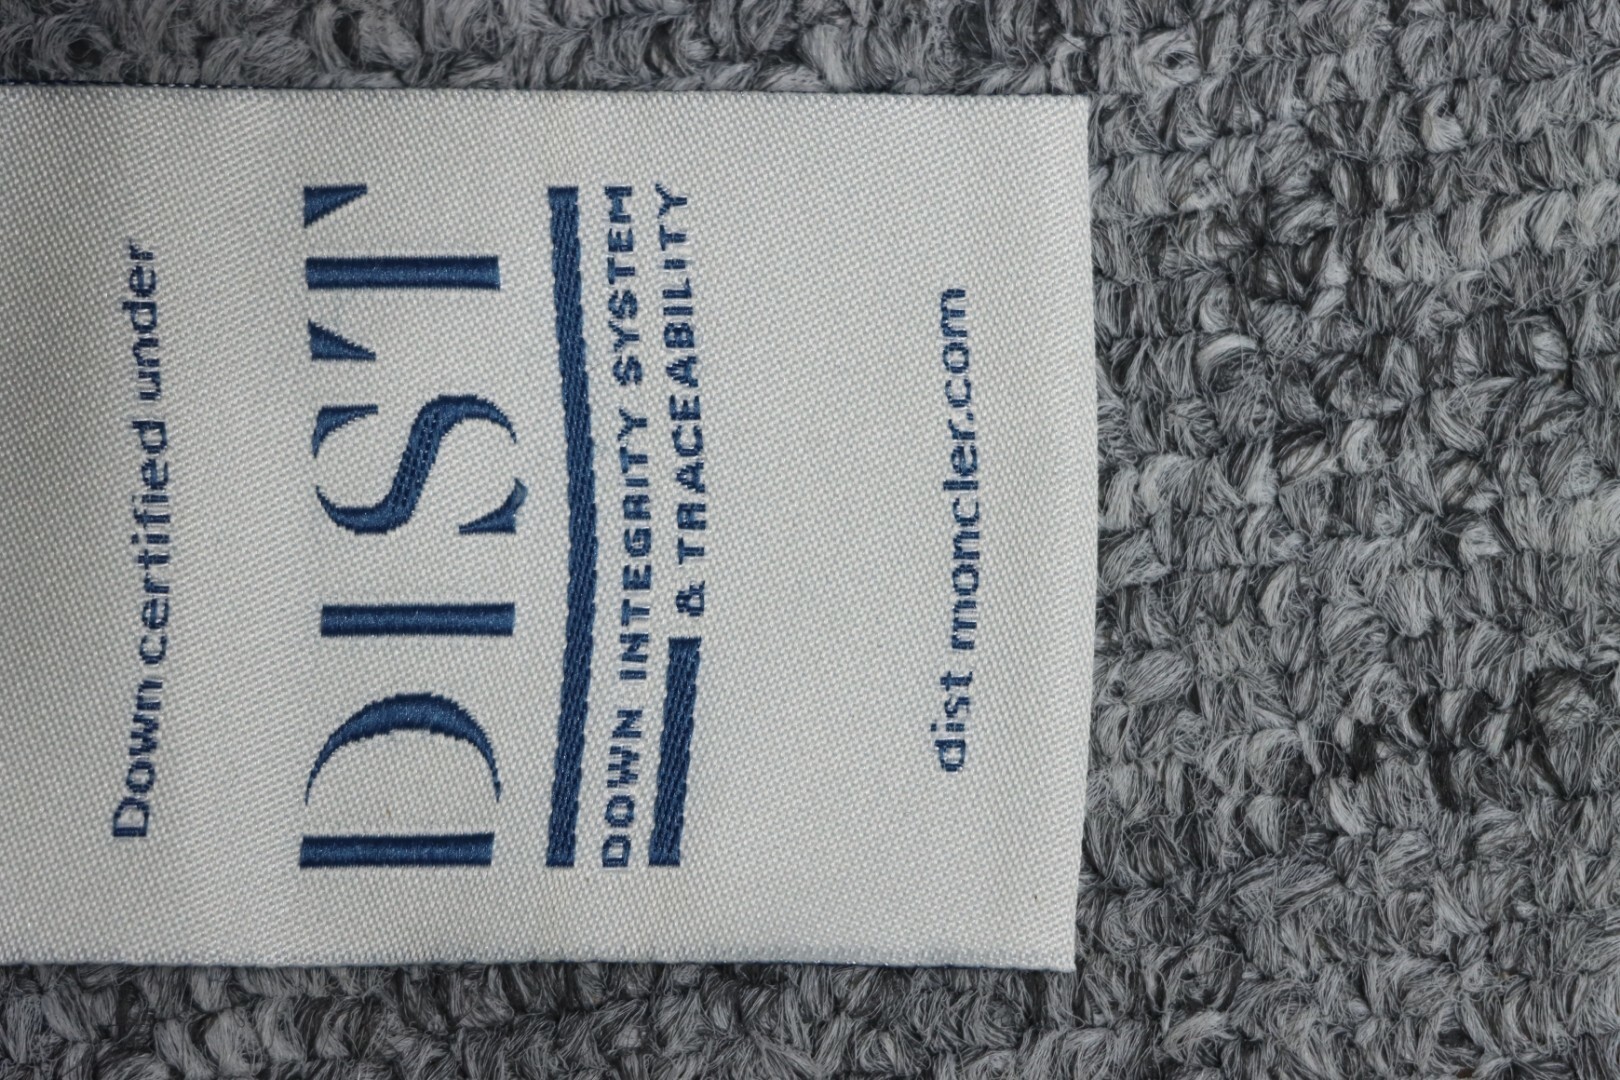 Down certified under
DIST
DOWN INTEGRITY SYSTEM
& TRACEABILITY
dist moncler.com